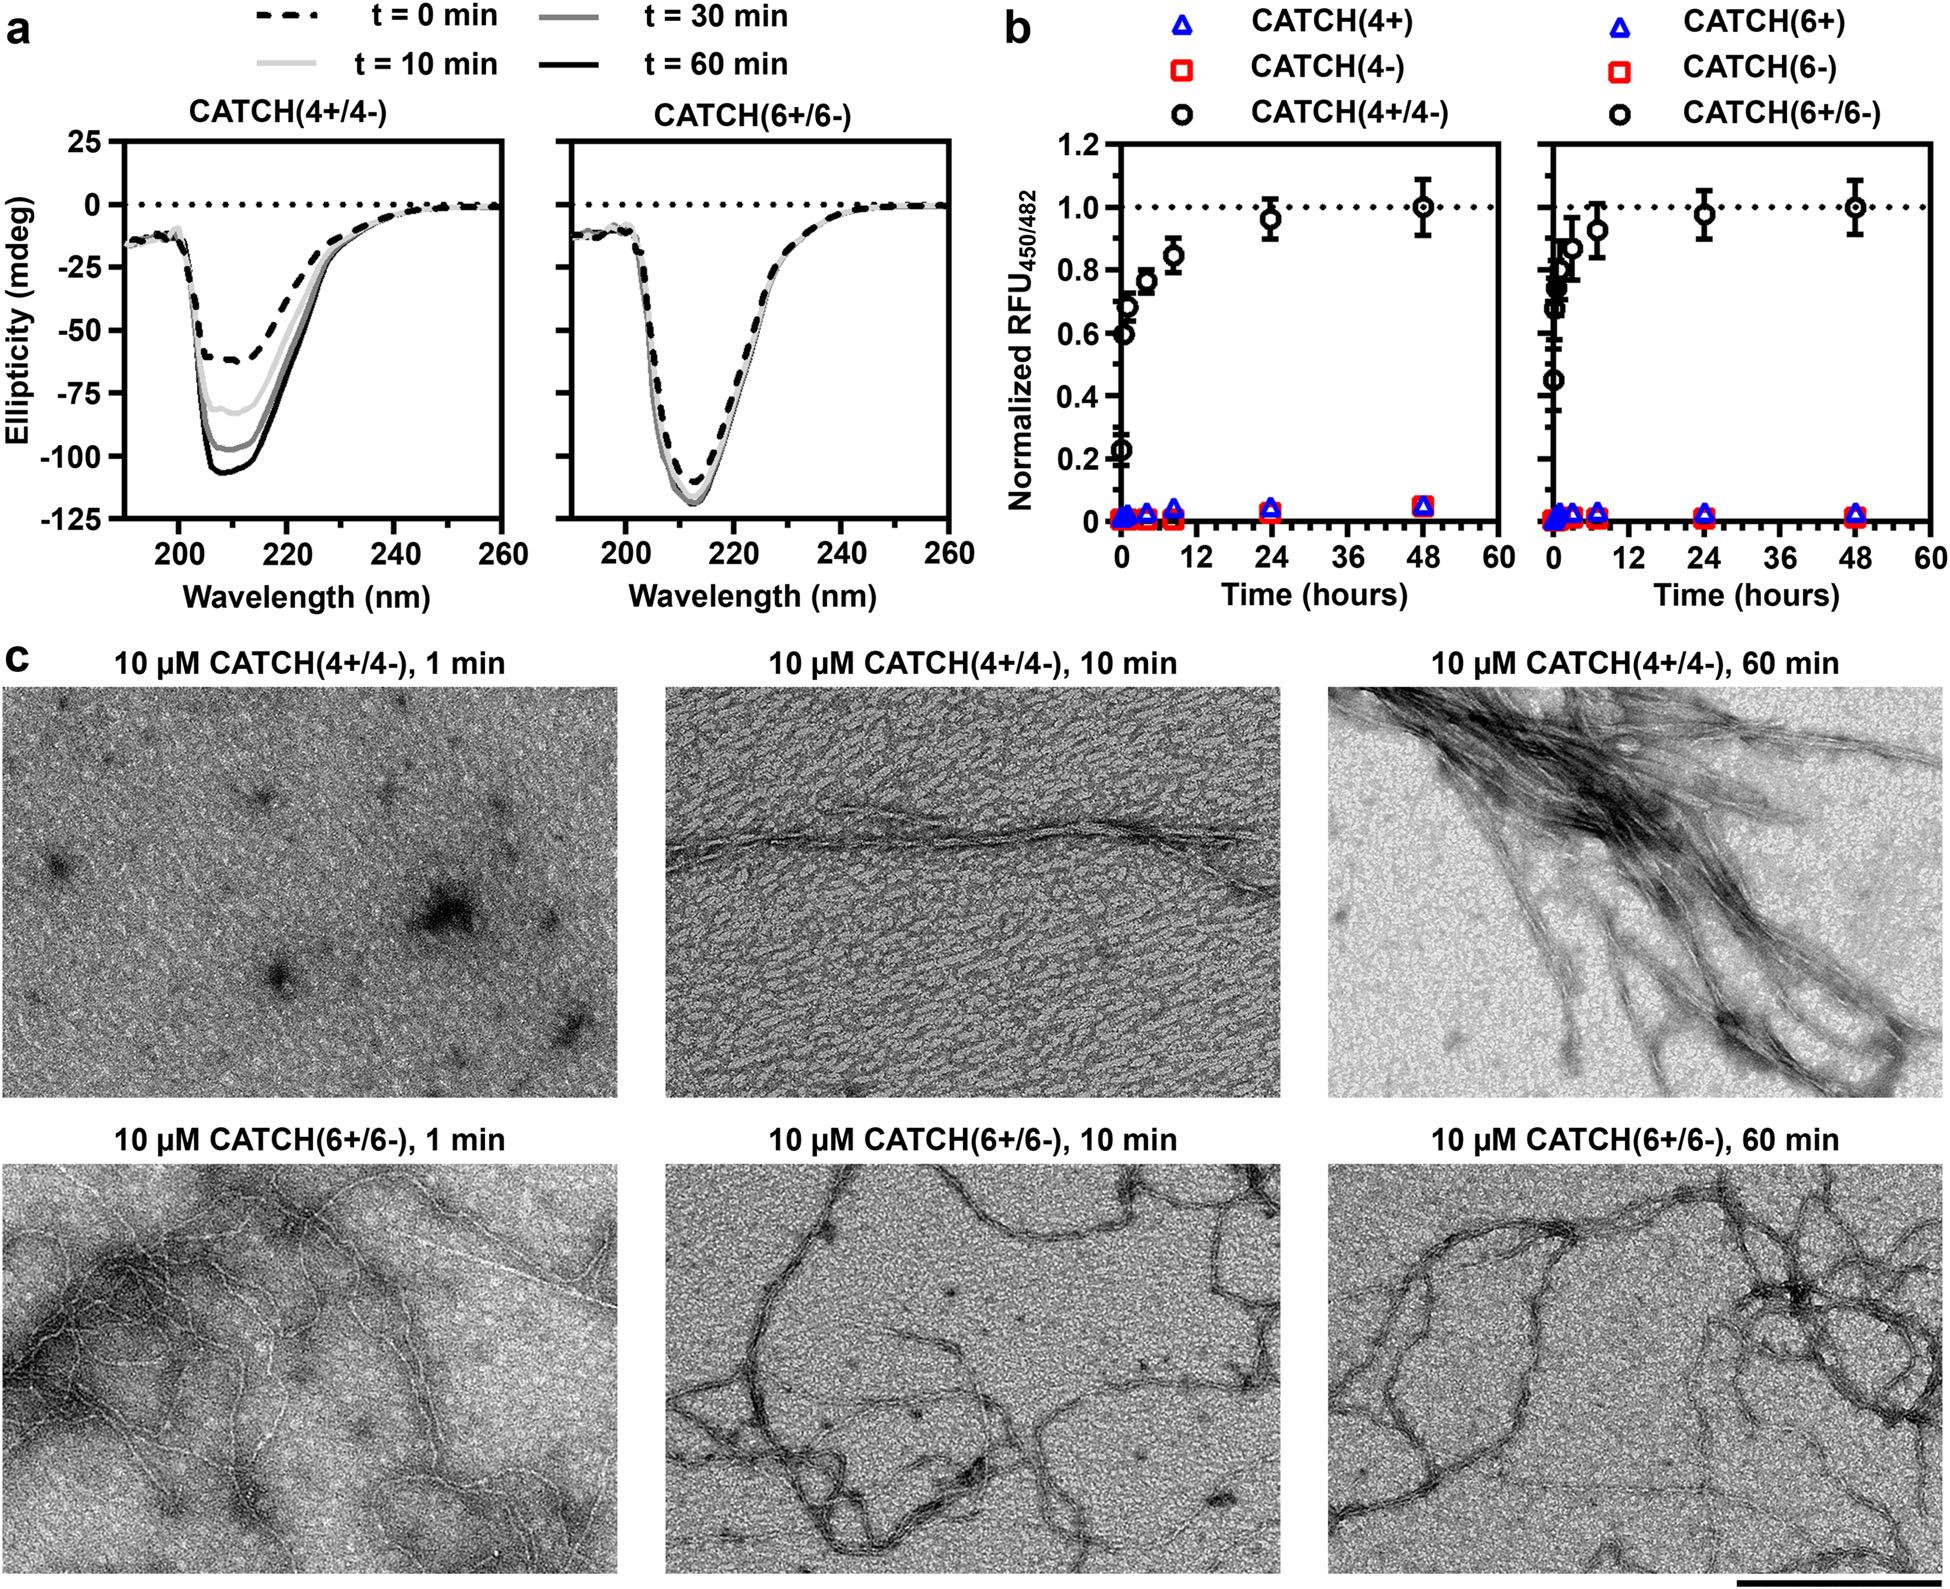 a
t = 0 min
t = 30 min
t = 10 min
t = 60 min
CATCH(4+/4-)
CATCH(6+/6-)
25
0
-25
-50
-75
-100
-125
Ellipticity (mdeg)
200 220 240 260
200 220 240 260
Wavelength (nm)
Wavelength (nm)
b
CATCH(4+)
CATCH(4-)
CATCH(4+/4-)
CATCH(6+)
CATCH(6-)
CATCH(6+/6-)
1.2
1.0
0.8
0.6
0.4
0.2
0
Normalized RFU450/482
0 12 24 36 48 60
0 12 24 36 48 60
Time (hours)
Time (hours)
c
10 µM CATCH(4+/4-), 1 min
10 µM CATCH(4+/4-), 10 min
10 µM CATCH(4+/4-), 60 min
10 µM CATCH(6+/6-), 1 min
10 µM CATCH(6+/6-), 10 min
10 µM CATCH(6+/6-), 60 min